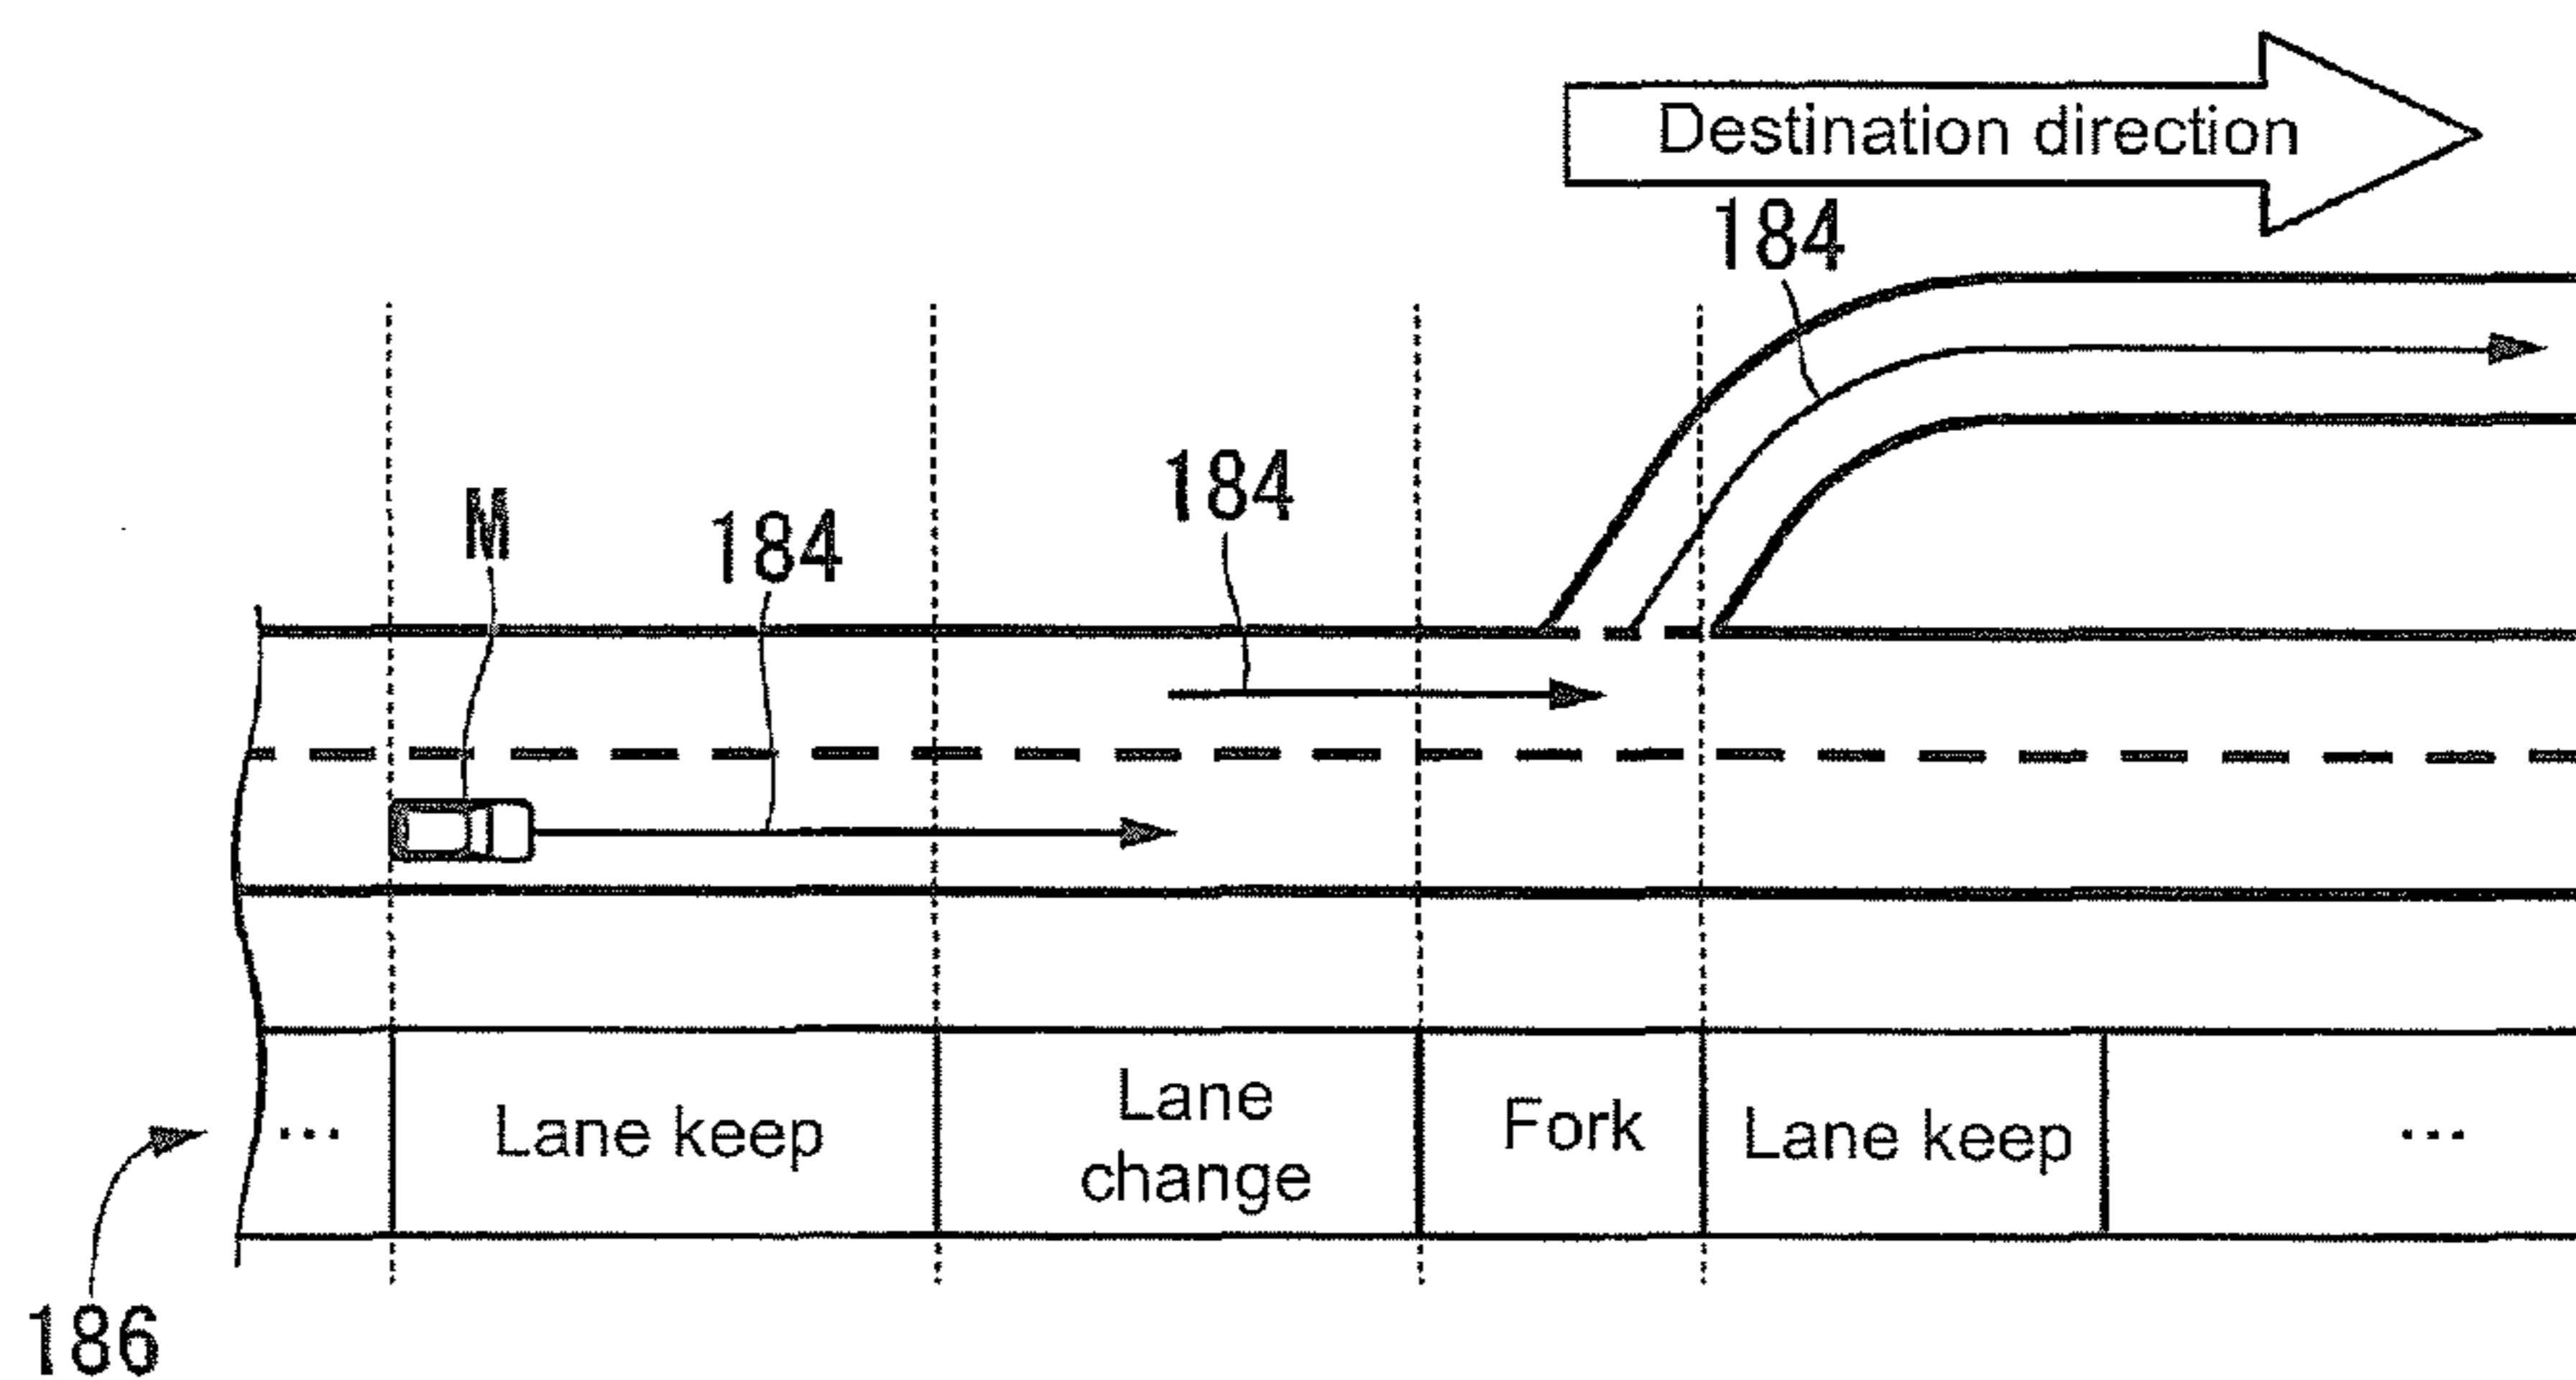 Destination direction
184
184
M
184
... Lane keep Lane change Fork Lane keep ...
186